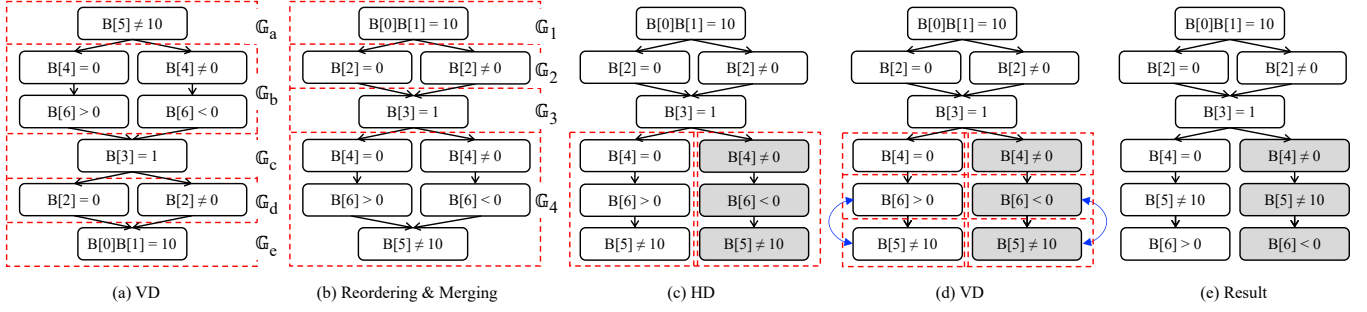 B[5] ≠ 10
𝔾a
B[4] = 0
B[4] ≠ 0
B[6] > 0
B[6] < 0
𝔾b
B[3] = 1
𝔾c
B[2] = 0
B[2] ≠ 0
𝔾d
B[0]B[1] = 10
𝔾e
(a) VD
B[0]B[1] = 10
𝔾1
B[2] = 0
B[2] ≠ 0
𝔾2
B[3] = 1
𝔾3
B[4] = 0
B[4] ≠ 0
B[6] > 0
B[6] < 0
𝔾4
B[5] ≠ 10
(b) Reordering & Merging
B[0]B[1] = 10
B[2] = 0
B[2] ≠ 0
B[3] = 1
B[4] = 0
B[4] ≠ 0
B[6] > 0
B[6] < 0
B[5] ≠ 10
B[5] ≠ 10
(c) HD
B[0]B[1] = 10
B[2] = 0
B[2] ≠ 0
B[3] = 1
B[4] = 0
B[4] ≠ 0
B[6] > 0
B[6] < 0
B[5] ≠ 10
B[5] ≠ 10
(d) VD
B[0]B[1] = 10
B[2] = 0
B[2] ≠ 0
B[3] = 1
B[4] = 0
B[4] ≠ 0
B[5] ≠ 10
B[5] ≠ 10
B[6] > 0
B[6] < 0
(e) Result